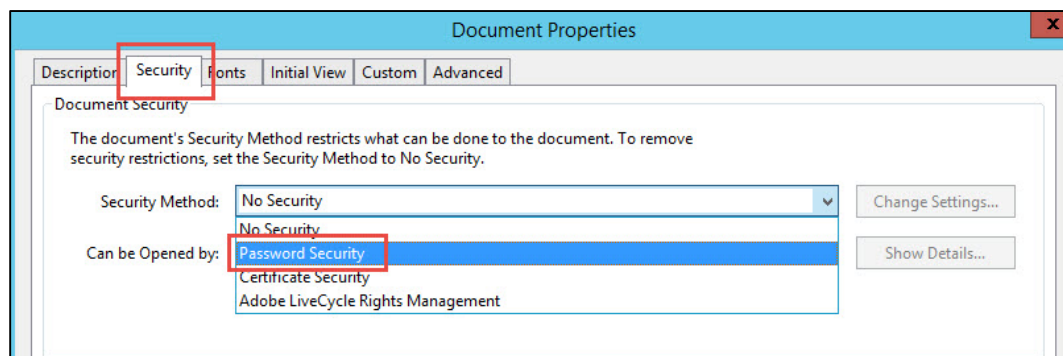 Document Properties
x
Description Security Fonts Initial View Custom Advanced
Document Security
The document's Security Method restricts what can be done to the document. To remove
security restrictions, set the Security Method to No Security.
Security Method: No Security Change Settings...
No Security
Can be Opened by: Password Security Show Details...
Certificate Security
Adobe LiveCycle Rights Management